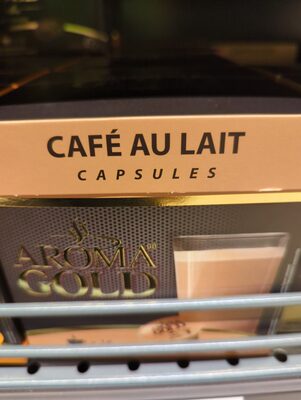 CAFÉ AU LAIT
CAPSULES
AROMA
GOLD